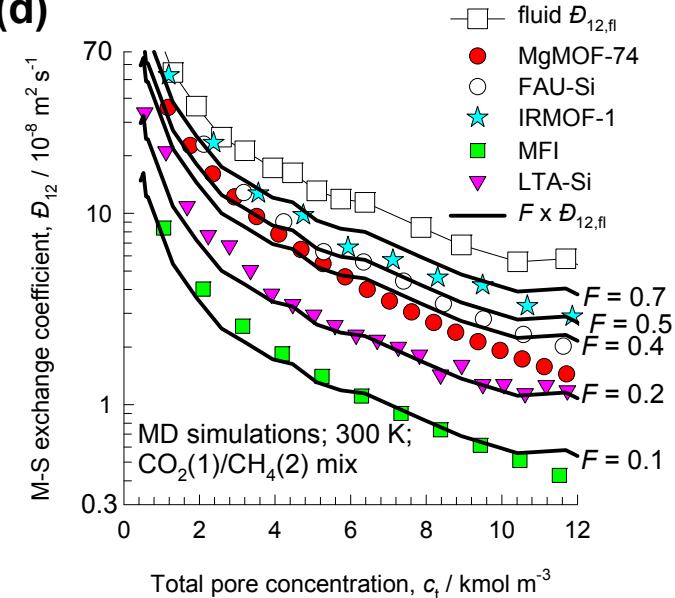 (d)
70
10
1
0.3
0
2
4
6
8
10
12
M-S exchange coefficient, Đ₁₂ / 10⁻⁸ m² s⁻¹
Total pore concentration, cₜ / kmol m⁻³
fluid Đ₁₂,fl
MgMOF-74
FAU-Si
IRMOF-1
MFI
LTA-Si
F x Đ₁₂,fl
F = 0.7
F = 0.5
F = 0.4
F = 0.2
F = 0.1
MD simulations; 300 K;
CO₂(1)/CH₄(2) mix